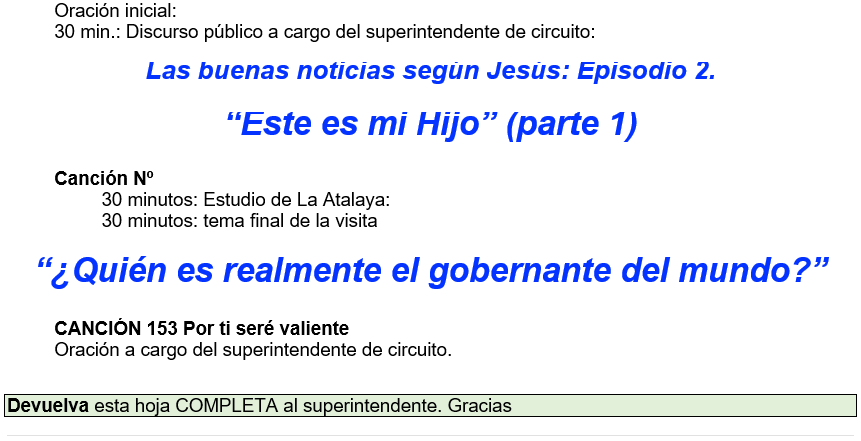 Oración inicial:
30 min.: Discurso público a cargo del superintendente de circuito:
Las buenas noticias según Jesús: Episodio 2.
“Este es mi Hijo” (parte 1)
Canción Nº
30 minutos: Estudio de La Atalaya:
30 minutos: tema final de la visita
“¿Quién es realmente el gobernante del mundo?”
CANCIÓN 153 Por ti seré valiente
Oración a cargo del superintendente de circuito.
Devuelva esta hoja COMPLETA al superintendente. Gracias